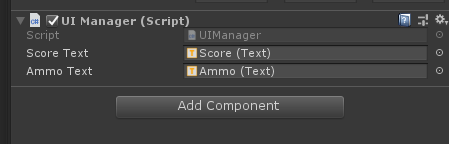 UI Manager (Script)
Script UIManager
Score Text Score (Text)
Ammo Text Ammo (Text)
Add Component